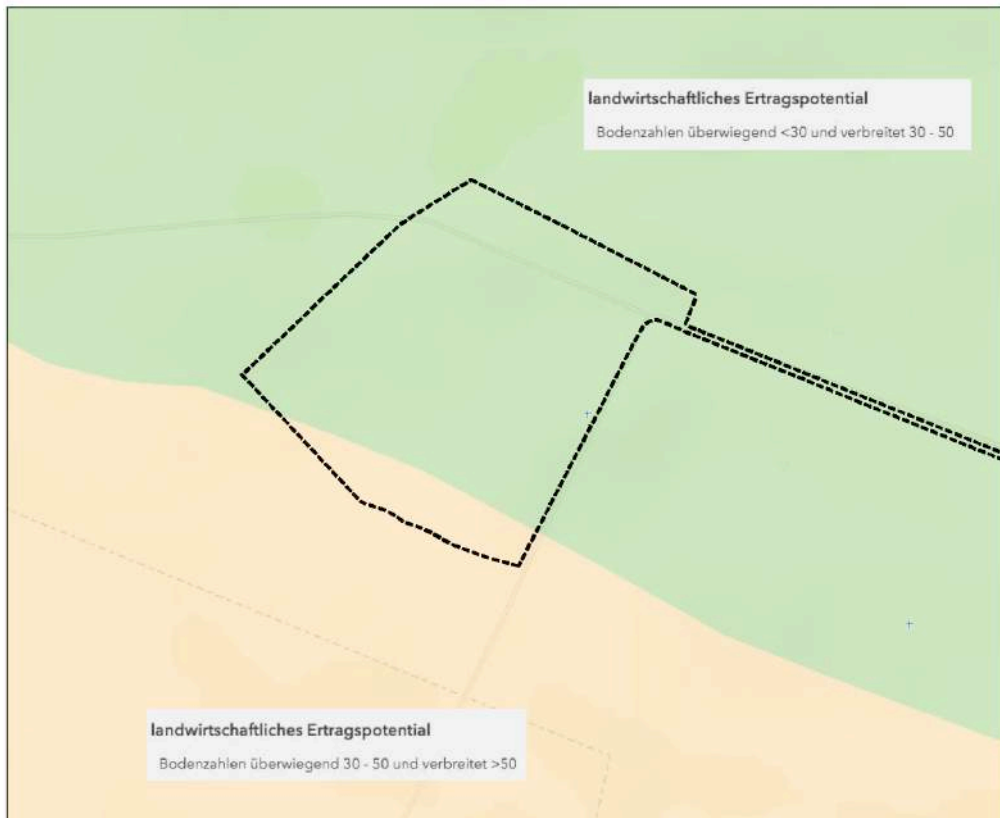 landwirtschaftliches Ertragspotential
Bodenzahlen überwiegend <30 und verbreitet 30 - 50
landwirtschaftliches Ertragspotential
Bodenzahlen überwiegend 30 - 50 und verbreitet >50